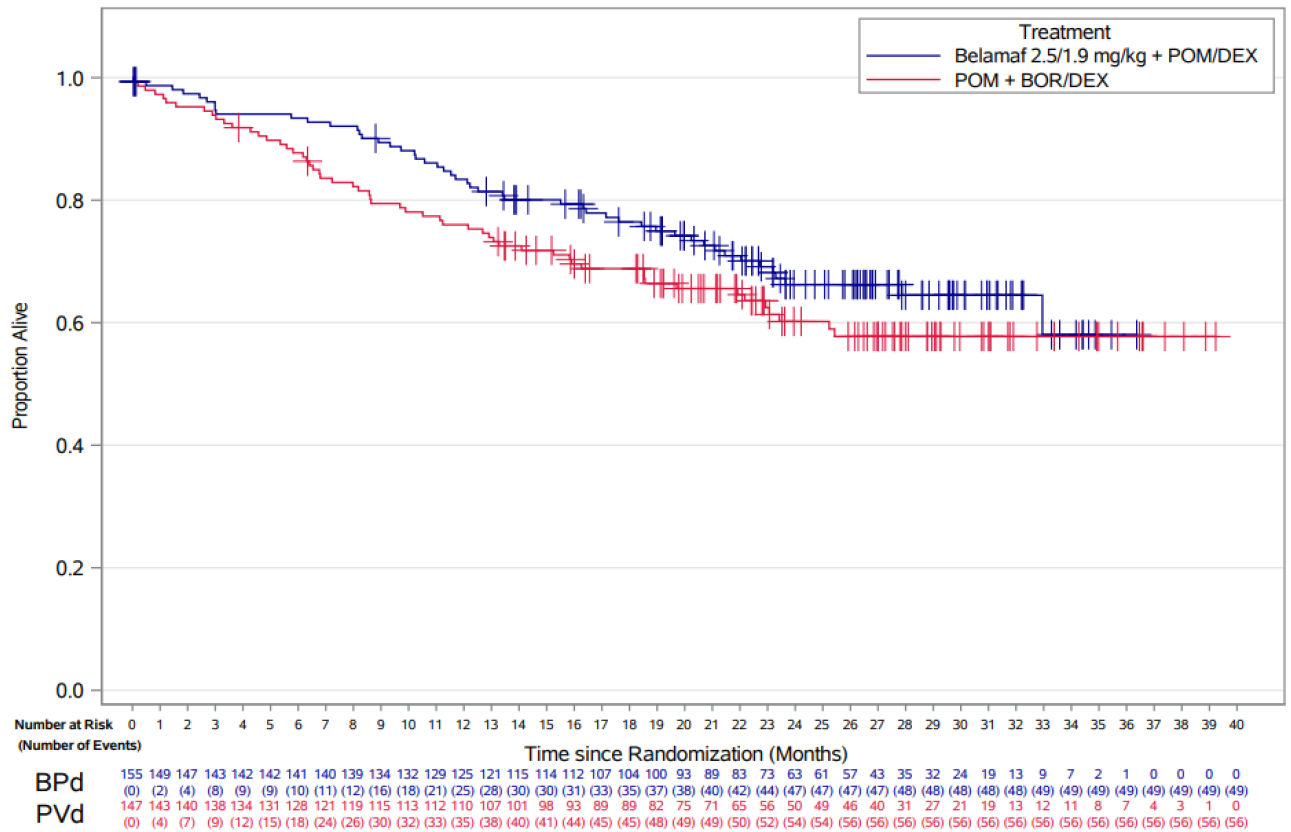 Treatment
Belamaf 2.5/1.9 mg/kg + POM/DEX
POM + BOR/DEX
1.0
0.8
0.6
0.4
0.2
0.0
Proportion Alive
Number at Risk
(Number of Events)
0 1 2 3 4 5 6 7 8 9 10 11 12 13 14 15 16 17 18 19 20 21 22 23 24 25 26 27 28 29 30 31 32 33 34 35 36 37 38 39 40
Time since Randomization (Months)
BPd
155 149 147 143 142 142 141 140 139 134 132 129 125 121 115 114 112 107 104 100 93 89 83 73 63 61 57 43 35 32 24 19 13 9 7 2 1 0 0 0 0
(0) (2) (4) (8) (9) (9) (10) (11) (12) (16) (18) (21) (25) (28) (30) (30) (31) (33) (35) (37) (38) (40) (42) (44) (47) (47) (47) (47) (48) (48) (48) (48) (48) (49) (49) (49) (49) (49) (49) (49) (49)
PVd
147 143 140 138 134 131 128 121 119 115 113 112 110 107 101 98 93 89 89 82 75 71 65 56 50 49 46 40 31 27 21 19 13 12 11 8 7 4 3 1 0
(0) (4) (7) (9) (12) (15) (18) (24) (26) (30) (32) (33) (35) (38) (40) (41) (44) (45) (45) (48) (49) (49) (50) (52) (54) (54) (56) (56) (56) (56) (56) (56) (56) (56) (56) (56) (56) (56) (56) (56) (56)